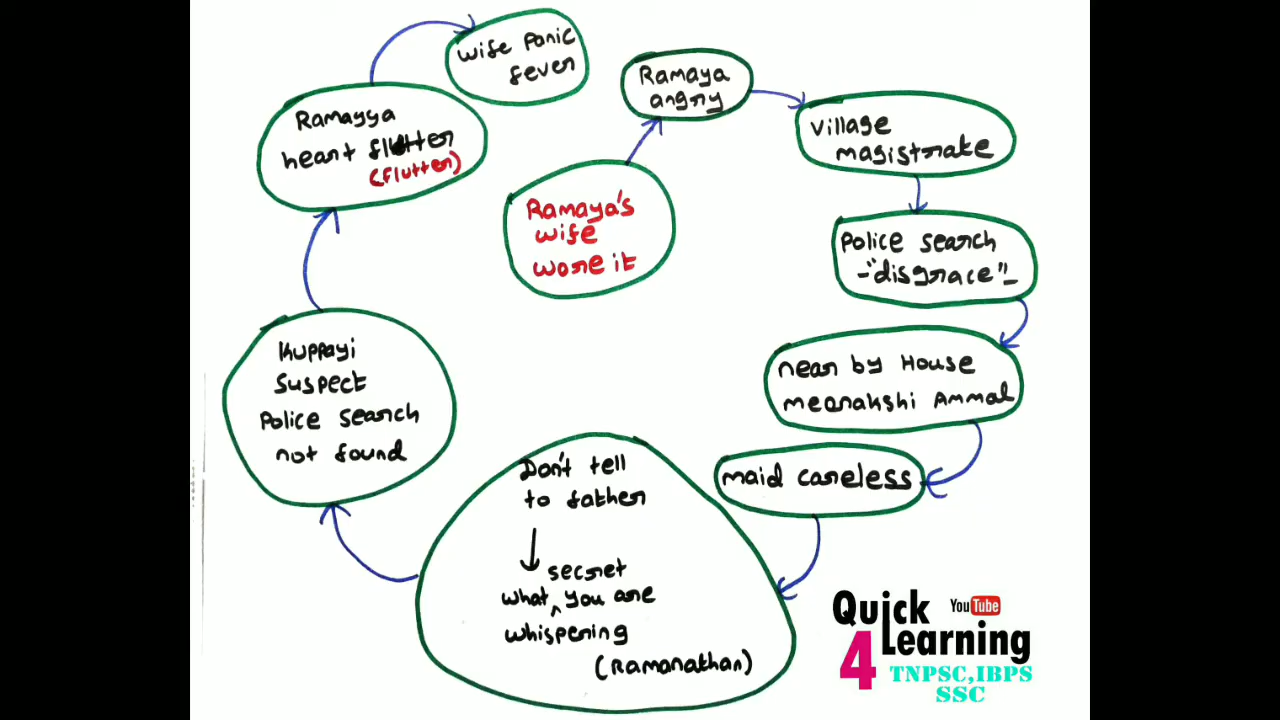 Ramaya's
wife
wore it
Ramaya
angry
village
magistrate
Police search
-"disgrace"-
near by House
meenakshi Ammal
maid careless
Don't tell
to father
secret
what you are
whispering
(Ramanathan)
Kuppayi
suspect
Police search
not found
Ramayya
heart flutter
(flutter)
wife Panic
fever
Quick
4 Learning
YouTube
TNPSC,IBPS
SSC